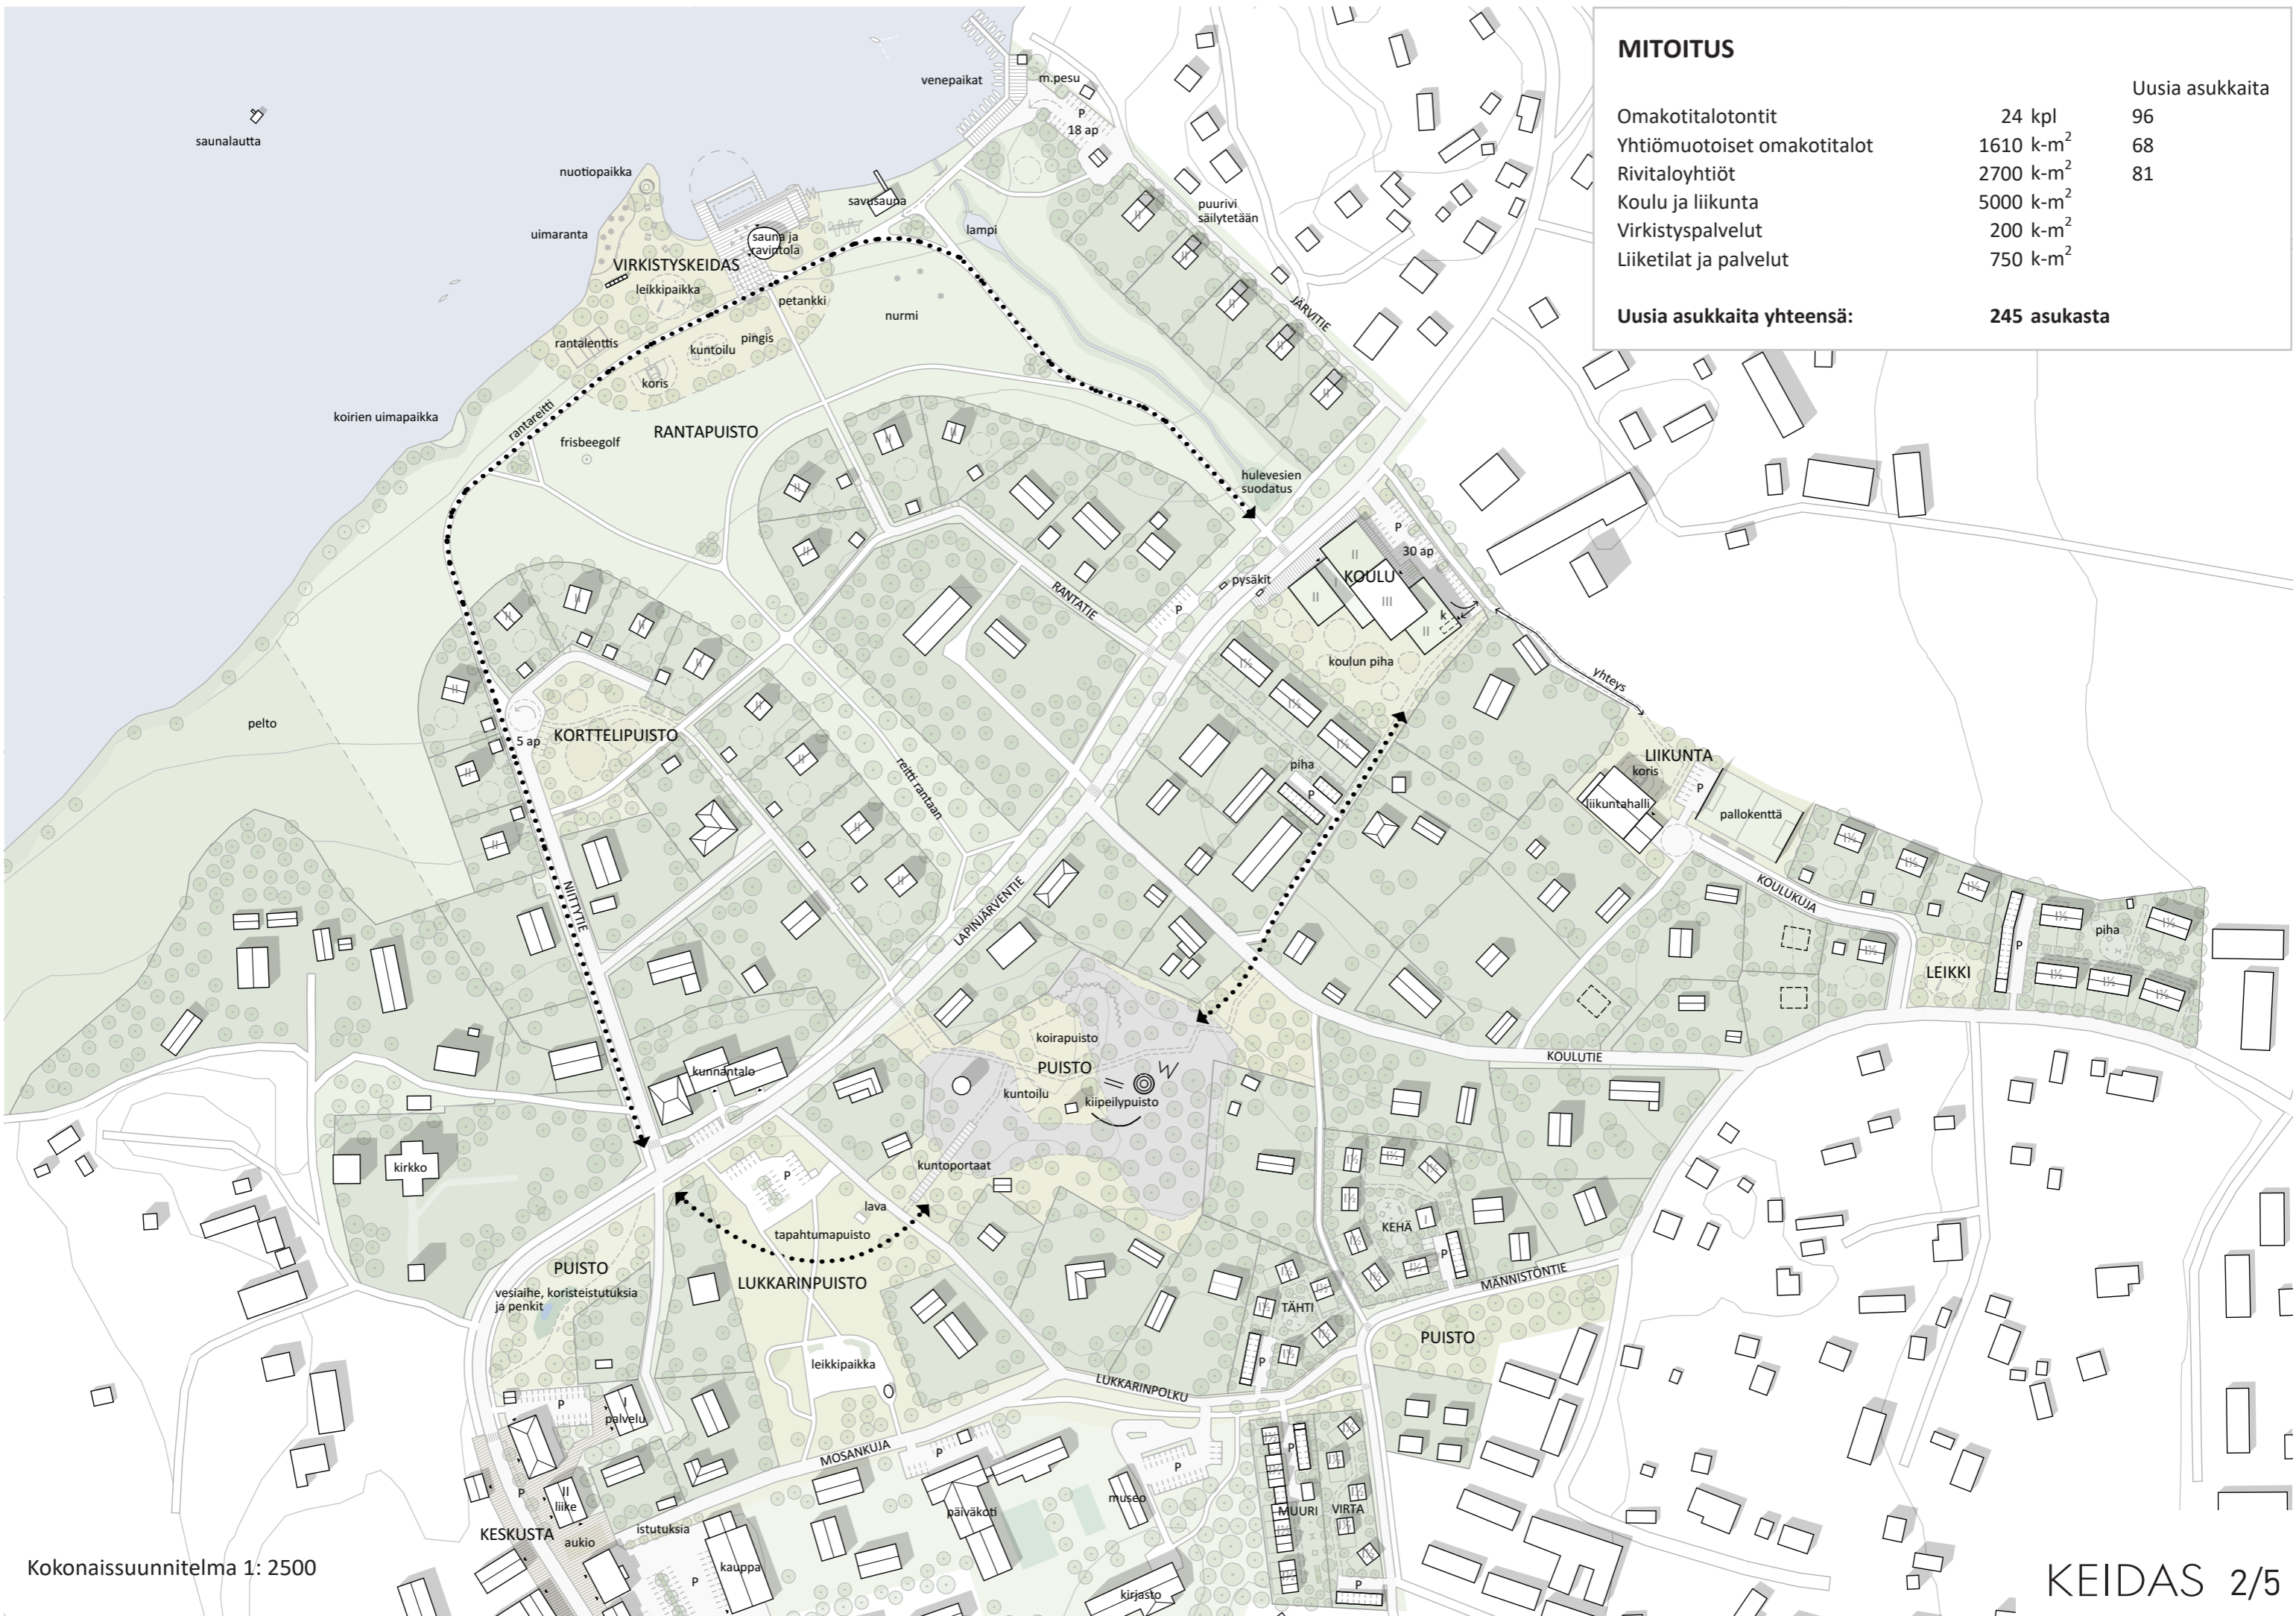 MITOITUS
Uusia asukkaita
Omakotitalotontit 24 kpl 96
Yhtiömuotoiset omakotitalot 1610 k-m² 68
Rivitaloyhtiöt 2700 k-m² 81
Koulu ja liikunta 5000 k-m²
Virkistyspalvelut 200 k-m²
Liiketilat ja palvelut 750 k-m²
Uusia asukkaita yhteensä: 245 asukasta
venepaikat
m.pesu
P
18 ap
saunalautta
nuotiopaikka
savusauna
puurivi
säilytetään
uimaranta
sauna ja
ravintola
lampi
VIRKISTYSKEIDAS
leikkipaikka
petankki
nurmi
JÄRVITIE
rantalenttis
kuntoilu
pingis
koris
koirien uimapaikka
rantareitti
frisbeegolf
RANTAPUISTO
hulevesien
suodatus
P
30 ap
KOULU
II
II
III
II
k
pysäkit
P
RANTATIE
koulun piha
yhteys
pelto
5 ap
KORTTELIPUISTO
reitti rantaan
piha
P
LIIKUNTA
koris
P
liikuntahalli
pallokenttä
KOULUKUJA
NIITTYTIE
LAPINJÄRVENTIE
LEIKKI
P
piha
koirapuisto
PUISTO
kuntoilu
kiipeilypuisto
KOULUTIE
kunnantalo
kirkko
kuntoportaat
P
lava
tapahtumapuisto
KEHÄ
I
P
PUISTO
vesiaihe, koristeistutuksia
ja penkit
LUKKARINPUISTO
MÄNNISTÖNTIE
TÄHTI
P
PUISTO
leikkipaikka
LUKKARINPOLKU
P
I
palvelu
MOSANKUJA
P
P
P
P
II
liike
museo
MUURI
VIRTA
päiväkoti
KESKUSTA
aukio
istutuksia
kauppa
P
kirjasto
P
Kokonaissuunnitelma 1: 2500
KEIDAS 2/5